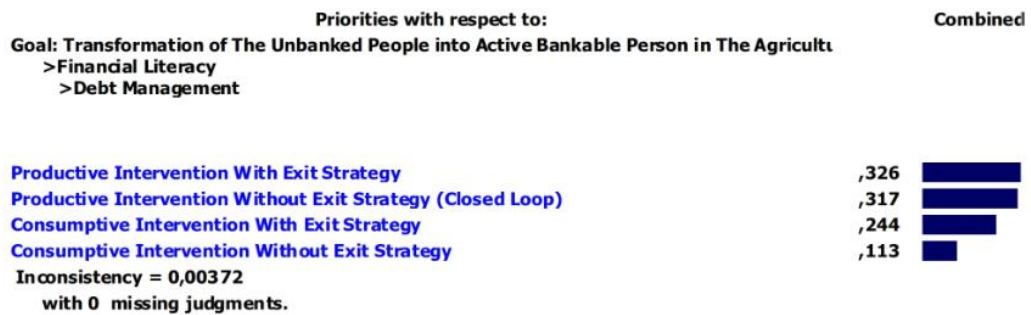 Priorities with respect to: Combined
Goal: Transformation of The Unbanked People into Active Bankable Person in The Agricultu
>Financial Literacy
>Debt Management
Productive Intervention With Exit Strategy ,326
Productive Intervention Without Exit Strategy (Closed Loop) ,317
Consumptive Intervention With Exit Strategy ,244
Consumptive Intervention Without Exit Strategy ,113
Inconsistency = 0,00372
with 0 missing judgments.